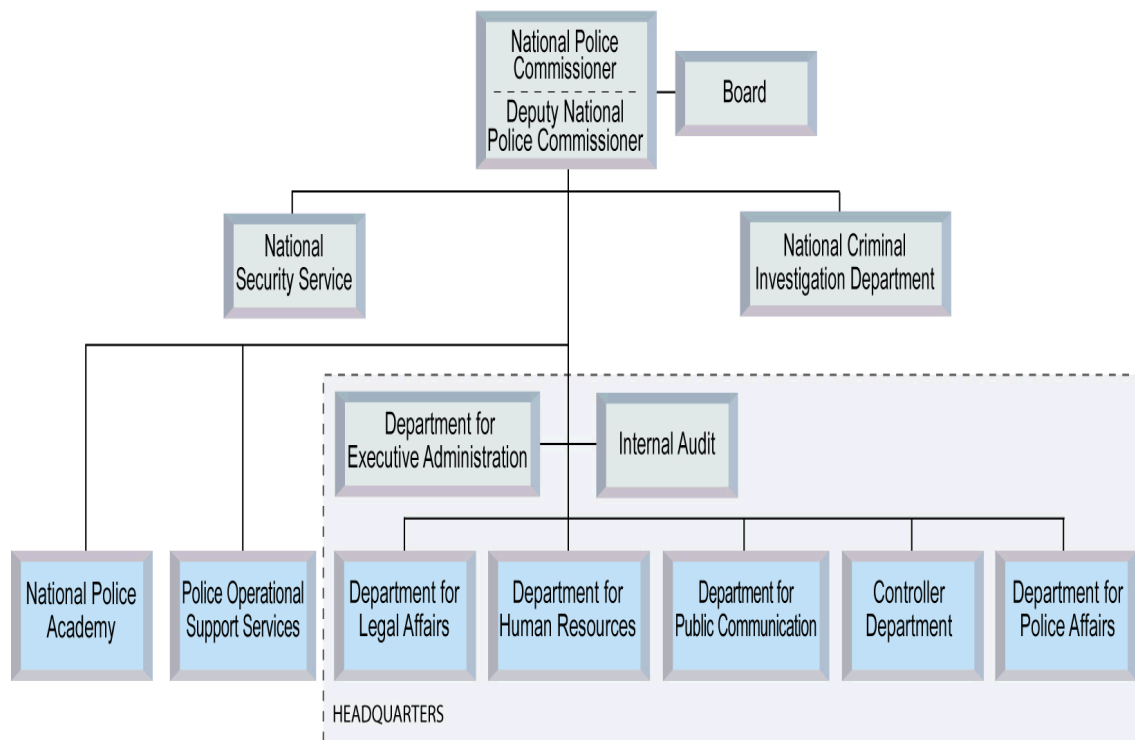 National Police
Commissioner
Deputy National
Police Commissioner
Board
National
Security Service
National Criminal
Investigation Department
Department for
Executive Administration
Internal Audit
National Police
Academy
Police Operational
Support Services
Department for
Legal Affairs
Department for
Human Resources
Department for
Public Communication
Controller
Department
Department for
Police Affairs
HEADQUARTERS